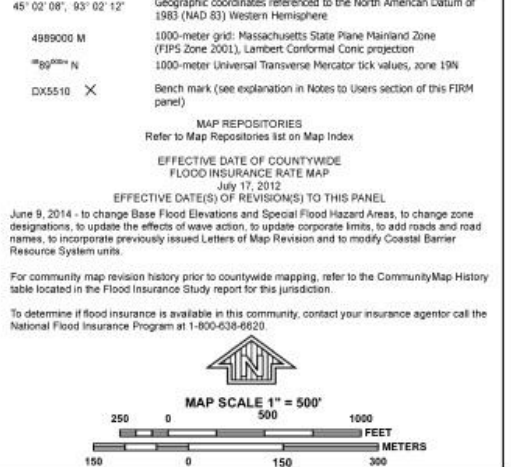 45° 02' 08", 93° 02' 12"
Geographic coordinates referenced to the North American Datum of
1983 (NAD 83) Western Hemisphere
4989000 M
1000-meter grid: Massachusetts State Plane Mainland Zone
(FIPS Zone 2001), Lambert Conformal Conic projection
89 N
1000-meter Universal Transverse Mercator tick values, zone 19N
DX5510 X
Bench mark (see explanation in Notes to Users section of this FIRM
panel)
MAP REPOSITORIES
Refer to Map Repositories list on Map Index
EFFECTIVE DATE OF COUNTYWIDE
FLOOD INSURANCE RATE MAP
July 17, 2012
EFFECTIVE DATE(S) OF REVISION(S) TO THIS PANEL
June 9, 2014 - to change Base Flood Elevations and Special Flood Hazard Areas, to change zone
designations, to update the effects of wave action, to update corporate limits, to add roads and road
names, to incorporate previously issued Letters of Map Revision and to modify Coastal Barrier
Resource System units.
For community map revision history prior to countywide mapping, refer to the CommunityMap History
table located in the Flood Insurance Study report for this jurisdiction.
To determine if flood insurance is available in this community, contact your insurance agentor call the
National Flood Insurance Program at 1-800-638-6620.
N
MAP SCALE 1" = 500'
250 0 500 1000
FEET
METERS
150 0 150 300